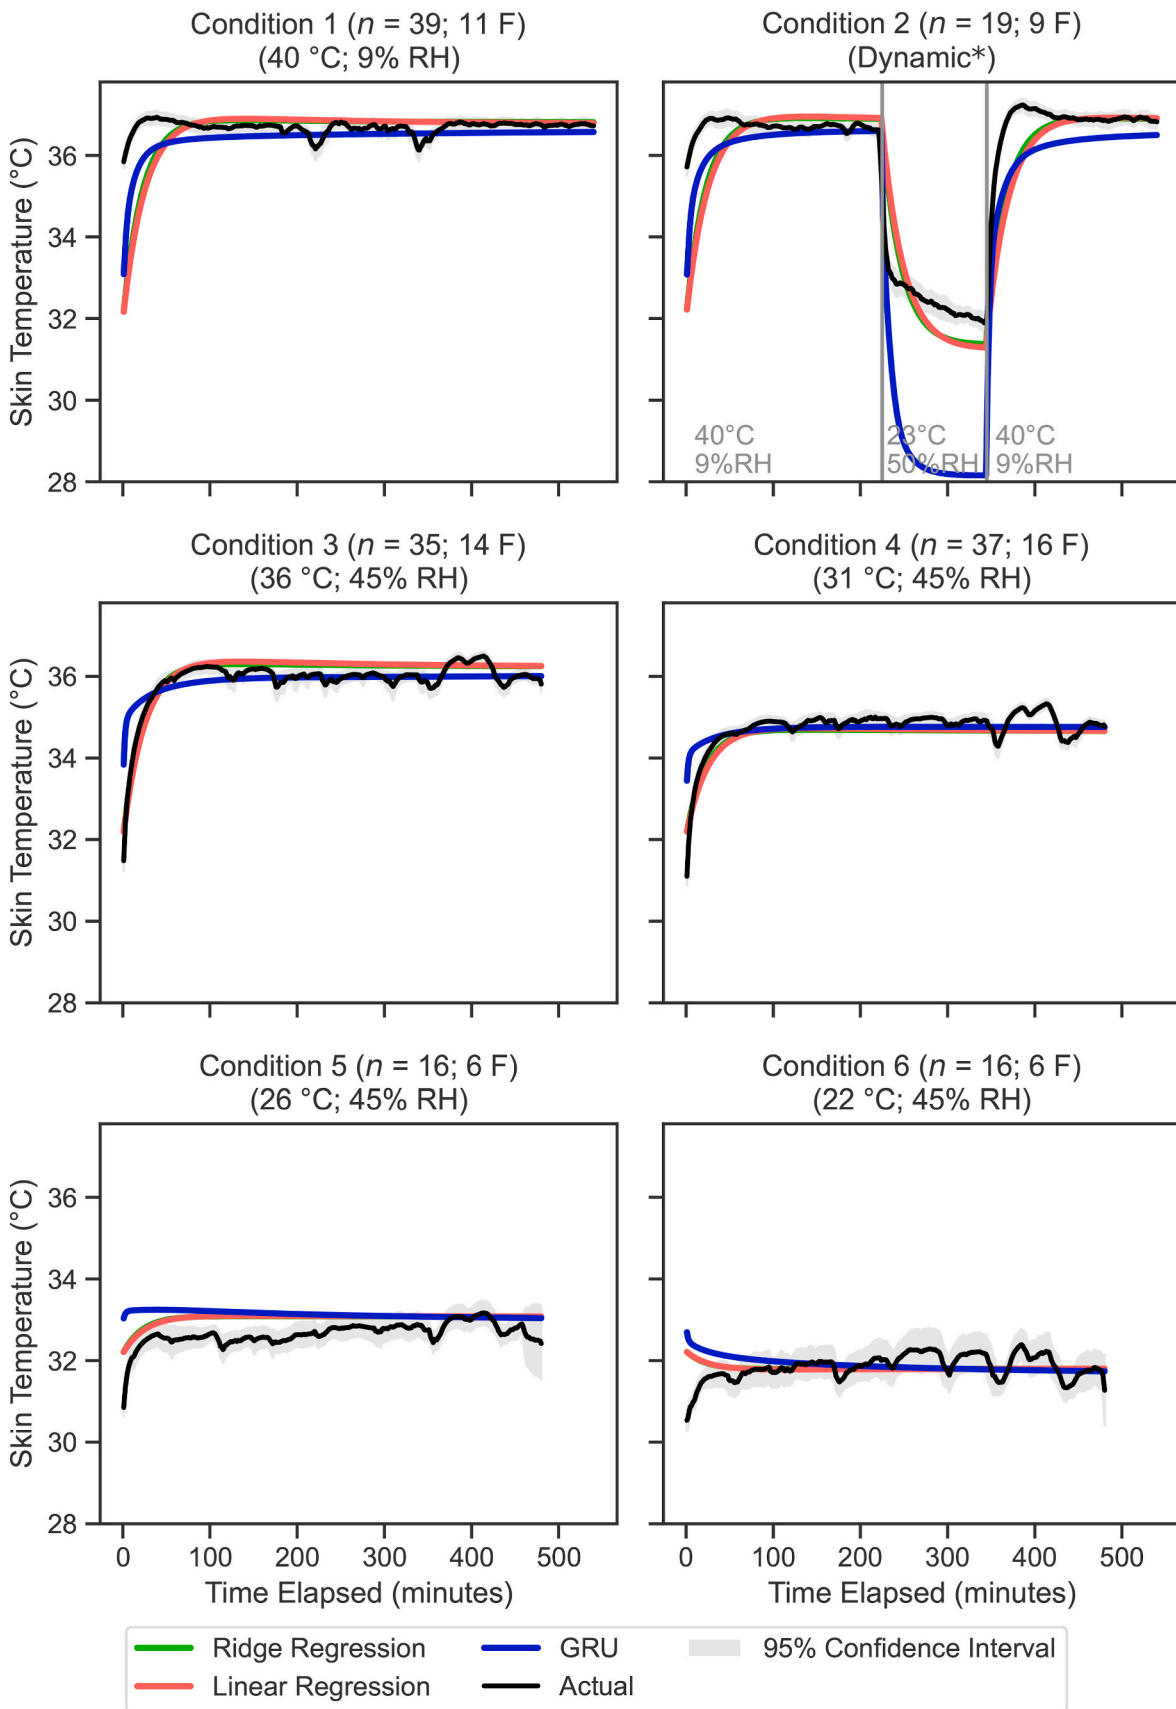 Condition 1 (n = 39; 11 F)
(40 °C; 9% RH)
Condition 2 (n = 19; 9 F)
(Dynamic*)
Skin Temperature (°C)
36
34
32
30
28
40°C
9%RH
23°C
50%RH
40°C
9%RH
Condition 3 (n = 35; 14 F)
(36 °C; 45% RH)
Condition 4 (n = 37; 16 F)
(31 °C; 45% RH)
Skin Temperature (°C)
36
34
32
30
28
Condition 5 (n = 16; 6 F)
(26 °C; 45% RH)
Condition 6 (n = 16; 6 F)
(22 °C; 45% RH)
Skin Temperature (°C)
36
34
32
30
28
0 100 200 300 400 500
0 100 200 300 400 500
Time Elapsed (minutes)
Time Elapsed (minutes)
Ridge Regression
GRU
95% Confidence Interval
Linear Regression
Actual